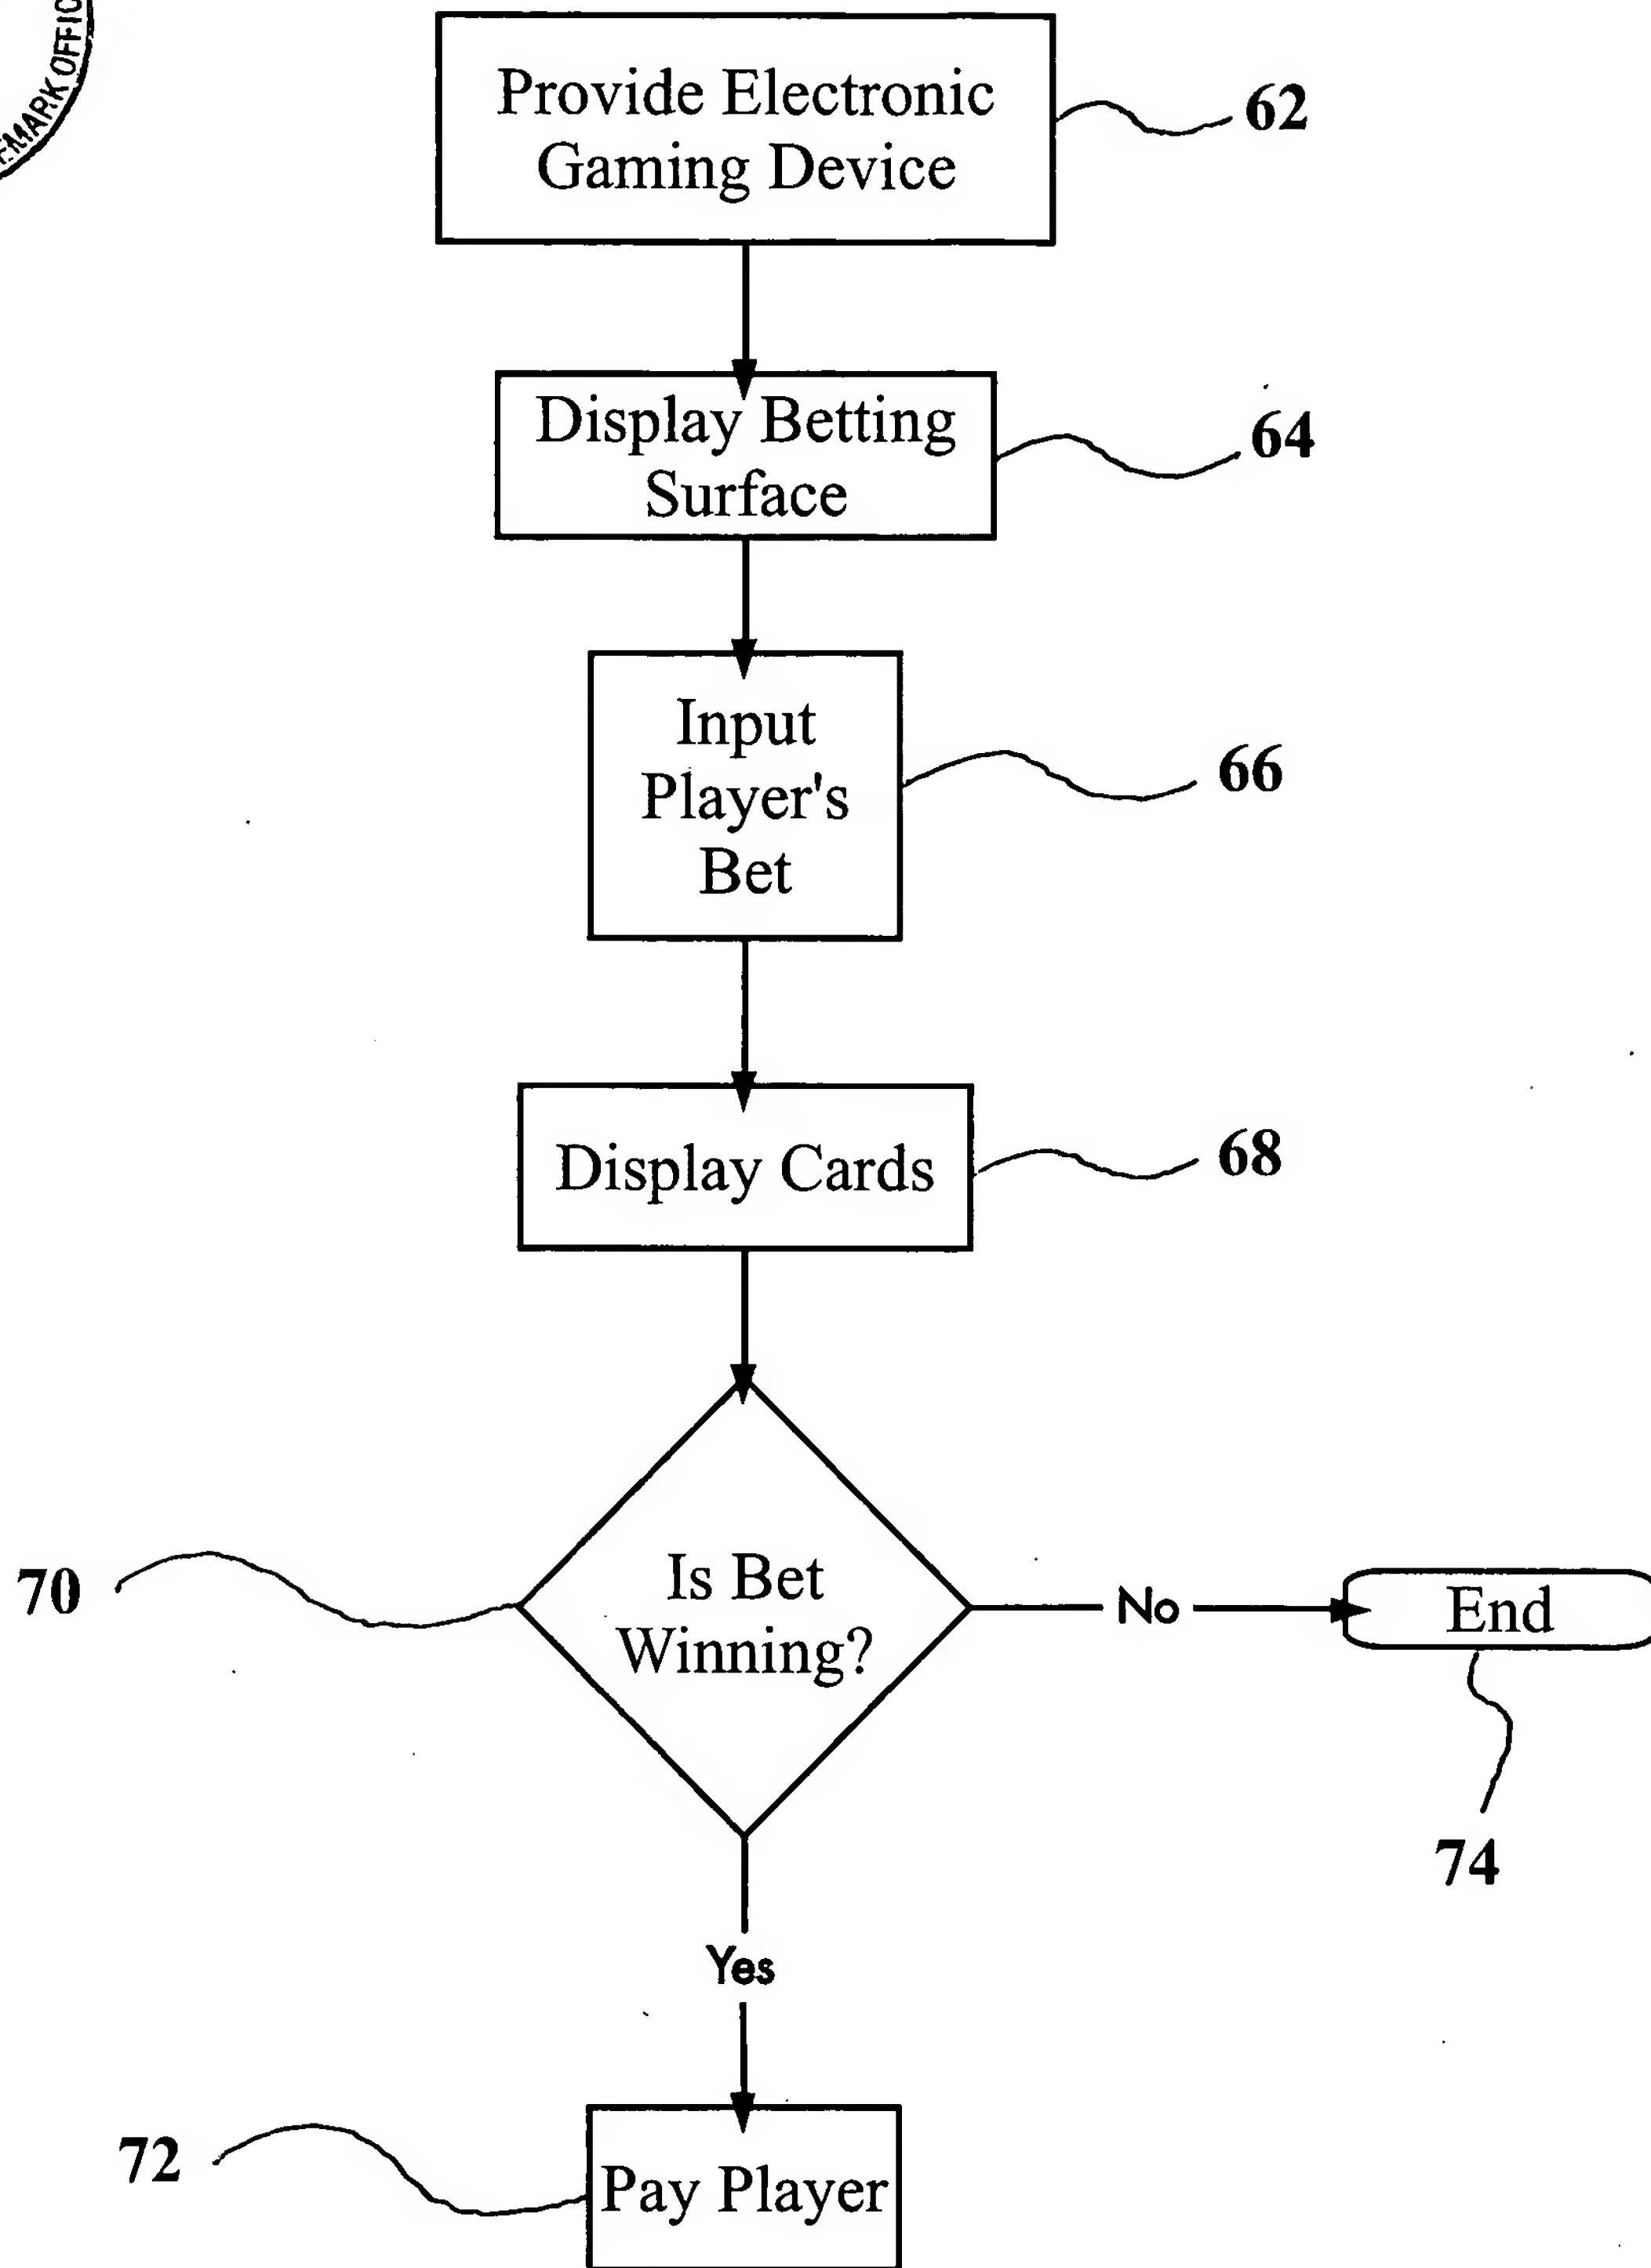 Provide Electronic
Gaming Device
62
Display Betting
Surface
64
Input
Player's
Bet
66
Display Cards
68
70
Is Bet
Winning?
No
End
74
Yes
72
Pay Player